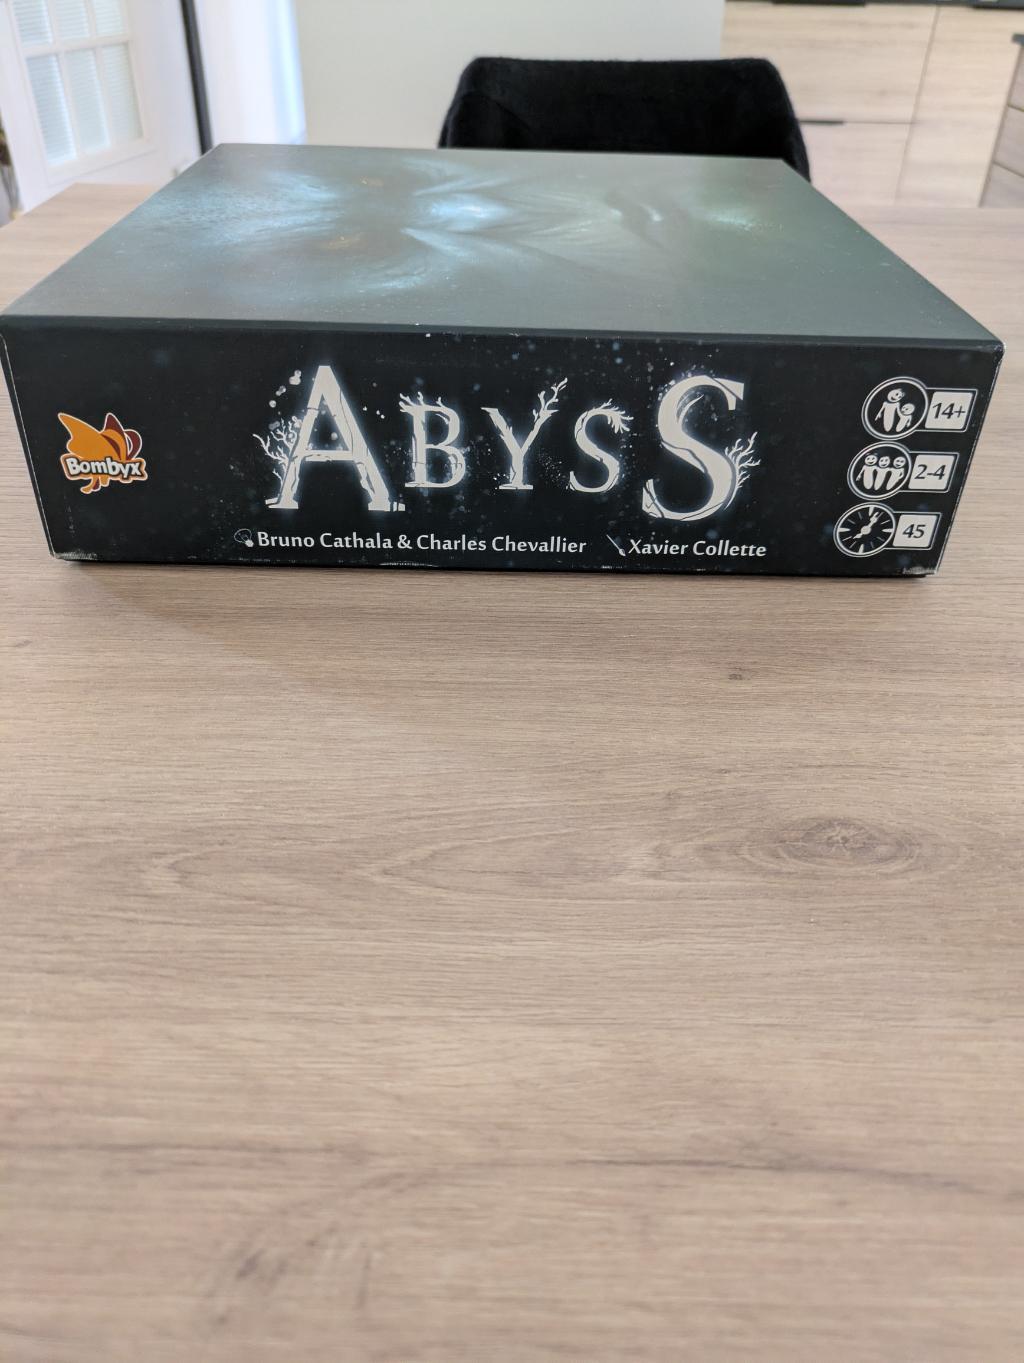 Bombyx
ABYSS
Bruno Cathala & Charles Chevallier
Xavier Collette
14+
2-4
45